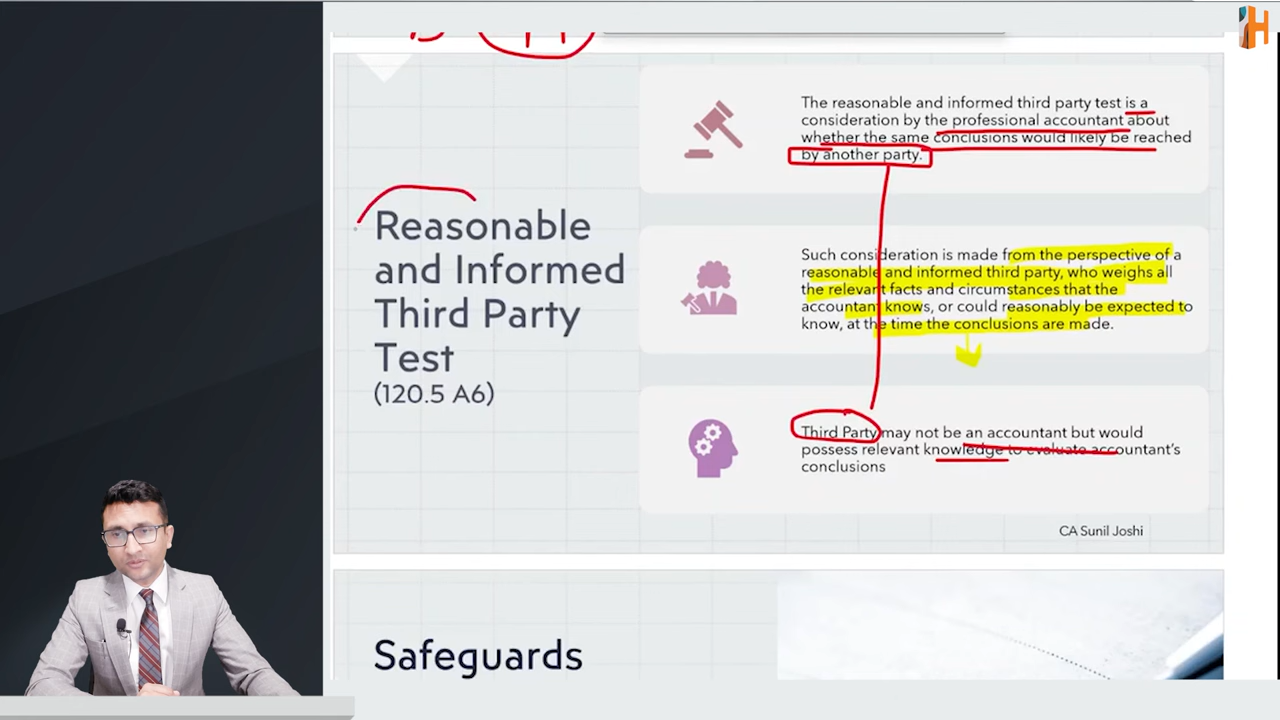 Reasonable
and Informed
Third Party
Test
(120.5 A6)
The reasonable and informed third party test is a
consideration by the professional accountant about
whether the same conclusions would likely be reached
by another party.
Such consideration is made from the perspective of a
reasonable and informed third party, who weighs all
the relevant facts and circumstances that the
accountant knows, or could reasonably be expected to
know, at the time the conclusions are made.
Third Party may not be an accountant but would
possess relevant knowledge to evaluate accountant's
conclusions
CA Sunil Joshi
Safeguards